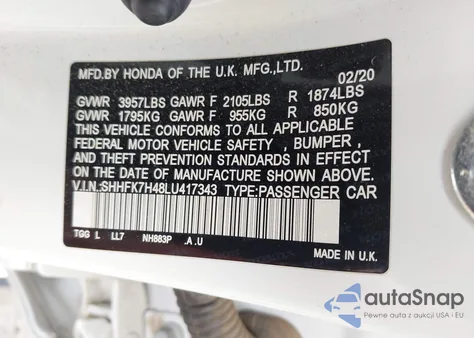 MFD.BY HONDA OF THE U.K. MFG.,LTD.
02/20
GVWR 3957LBS GAWR F 2105LBS R 1874LBS
GVWR 1795KG GAWR F 955KG R 850KG
THIS VEHICLE CONFORMS TO ALL APPLICABLE
FEDERAL MOTOR VEHICLE SAFETY , BUMPER ,
AND THEFT PREVENTION STANDARDS IN EFFECT
ON THE DATE OF MANUFACTURE SHOWN ABOVE.
V.I.N.:SHHFK7H48LU417343 TYPE:PASSENGER CAR
TGG L LL7 NH883P .A .U
MADE IN U.K.
autoSnap
Pewne auta z aukcji USA i EU